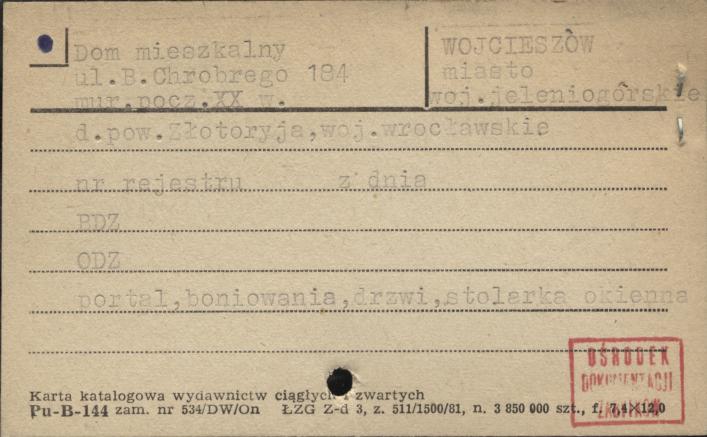 Dom mieszkalny
ul.B.Chrobrego 184
mur.pocz.XX w.
WOJCIESZÓW
miasto
woj.jeleniogórskie
d.pow.Złotoryja,woj.wrocławskie
nr rejestru z dnia
BDZ
ODZ
portal,boniowania,drzwi,stolarka okienna
OŚRODEK
DOKUMENTACJI
ZABYTKÓW
Karta katalogowa wydawnictw ciągłych i zwartych
Pu-B-144 zam. nr 534/DW/On ŁZG Z-d 3, z. 511/1500/81, n. 3 850 000 szt., f. 7,4×12,0